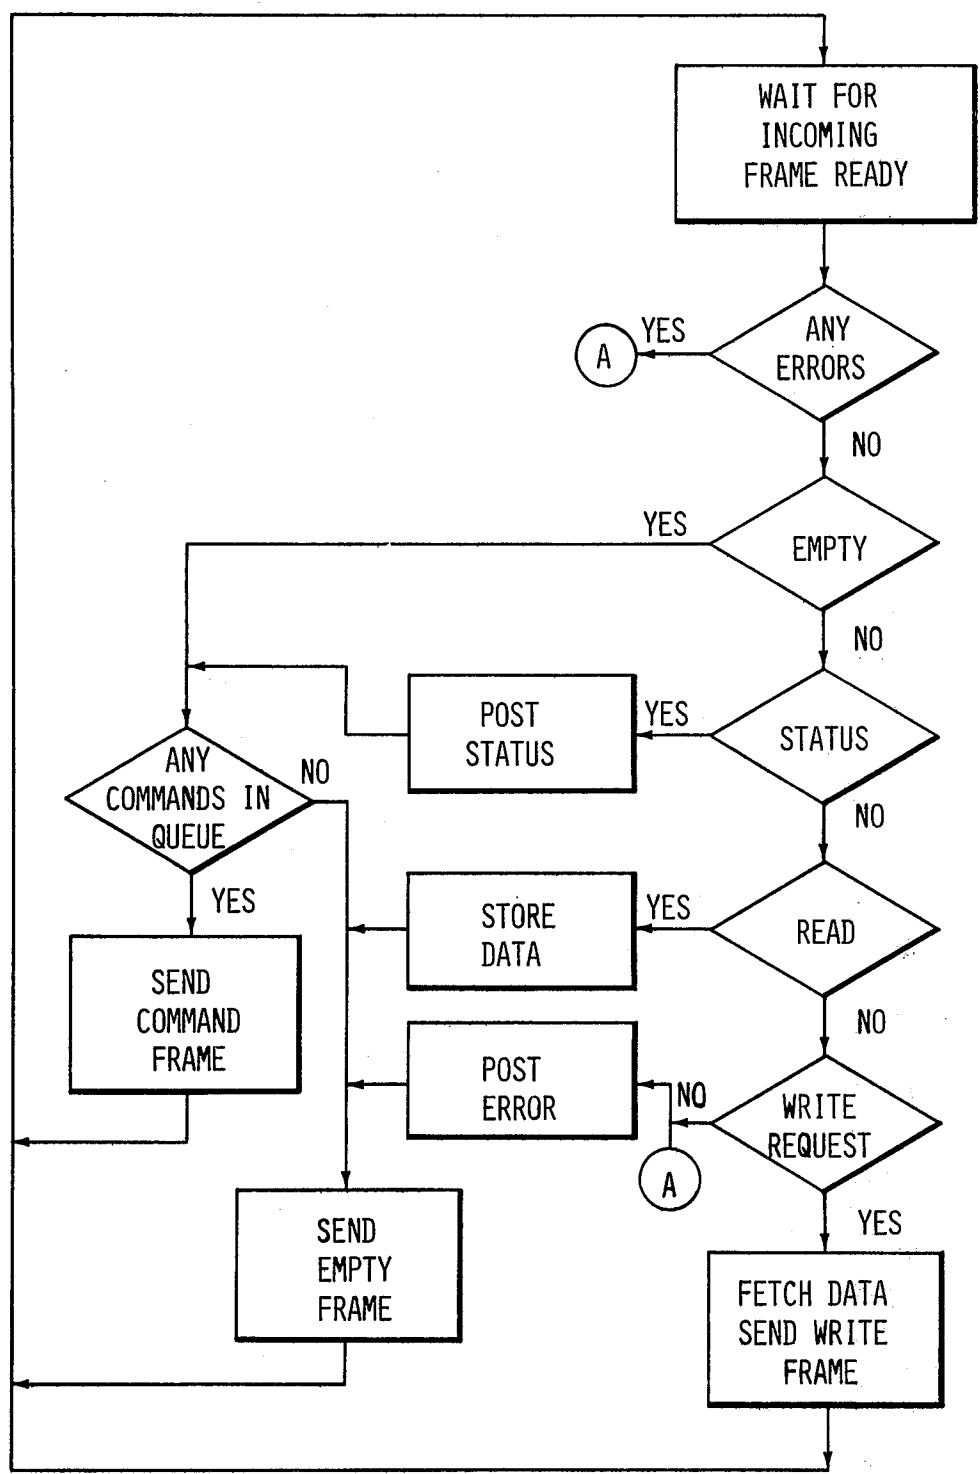 WAIT FOR
INCOMING
FRAME READY
YES
A
ANY
ERRORS
NO
YES
EMPTY
NO
POST
STATUS
YES
STATUS
NO
ANY
COMMANDS IN
QUEUE
NO
YES
STORE
DATA
YES
READ
NO
SEND
COMMAND
FRAME
POST
ERROR
NO
WRITE
REQUEST
A
YES
SEND
EMPTY
FRAME
FETCH DATA
SEND WRITE
FRAME